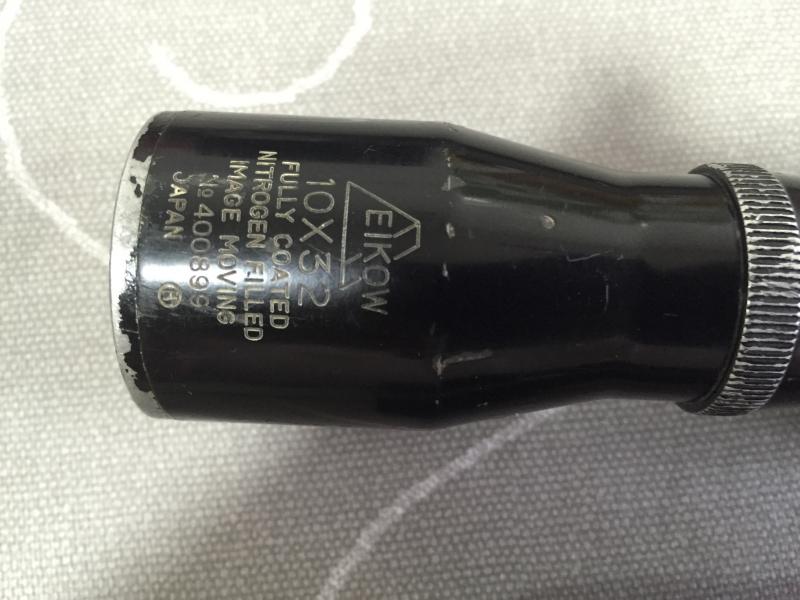 EIKOW
10X32
FULLY COATED
NITROGEN FILLED
IMAGE MOVING
No 400899
JAPAN H